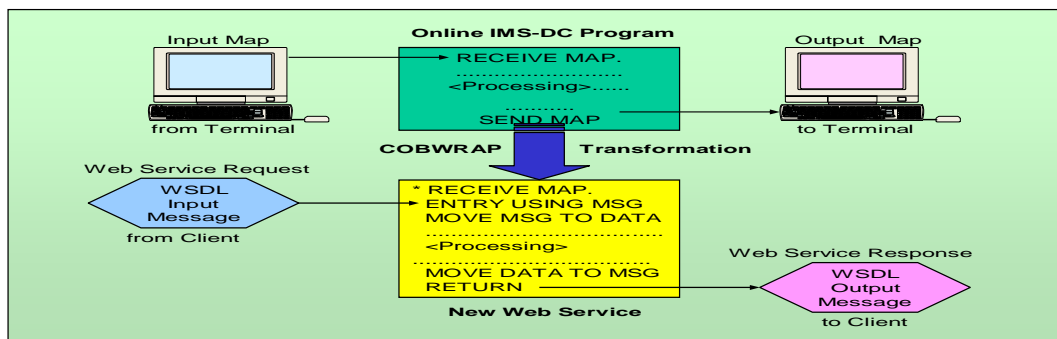 Input Map
Online IMS-DC Program
Output Map
RECEIVE MAP.
..............................
<Processing>......
..........
SEND MAP
from Terminal
to Terminal
COBWRAP Transformation
Web Service Request
WSDL
Input
Message
from Client
* RECEIVE MAP.
ENTRY USING MSG
MOVE MSG TO DATA
....................................
<Processing>
....................................
MOVE DATA TO MSG
RETURN
New Web Service
Web Service Response
WSDL
Output
Message
to Client